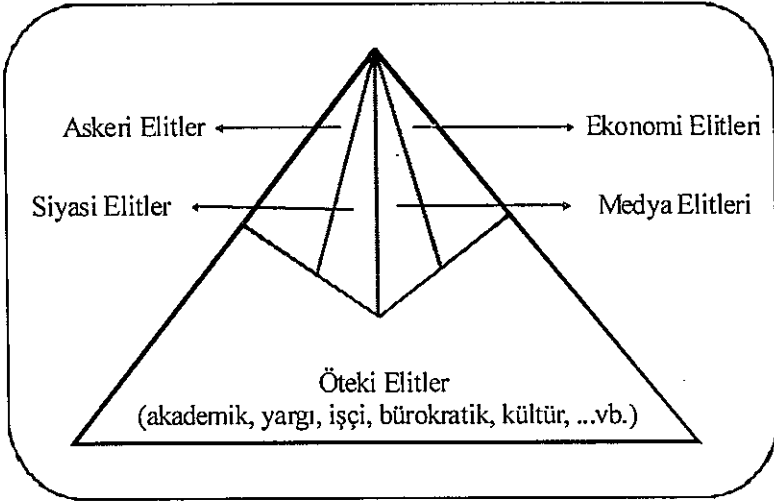 Askeri Elitler
Ekonomi Elitleri
Siyasi Elitler
Medya Elitleri
Öteki Elitler
(akademik, yargı, işçi, bürokratik, kültür, ...vb.)